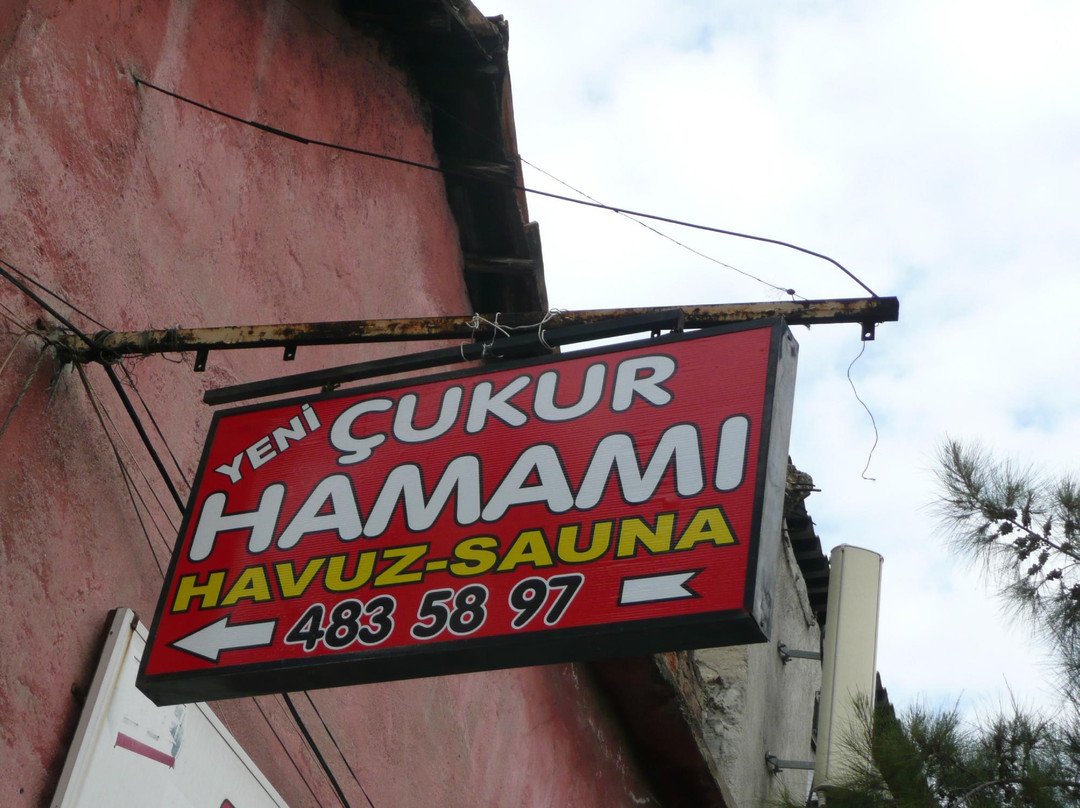 YENİ ÇUKUR
HAMAMI
HAVUZ-SAUNA
483 58 97